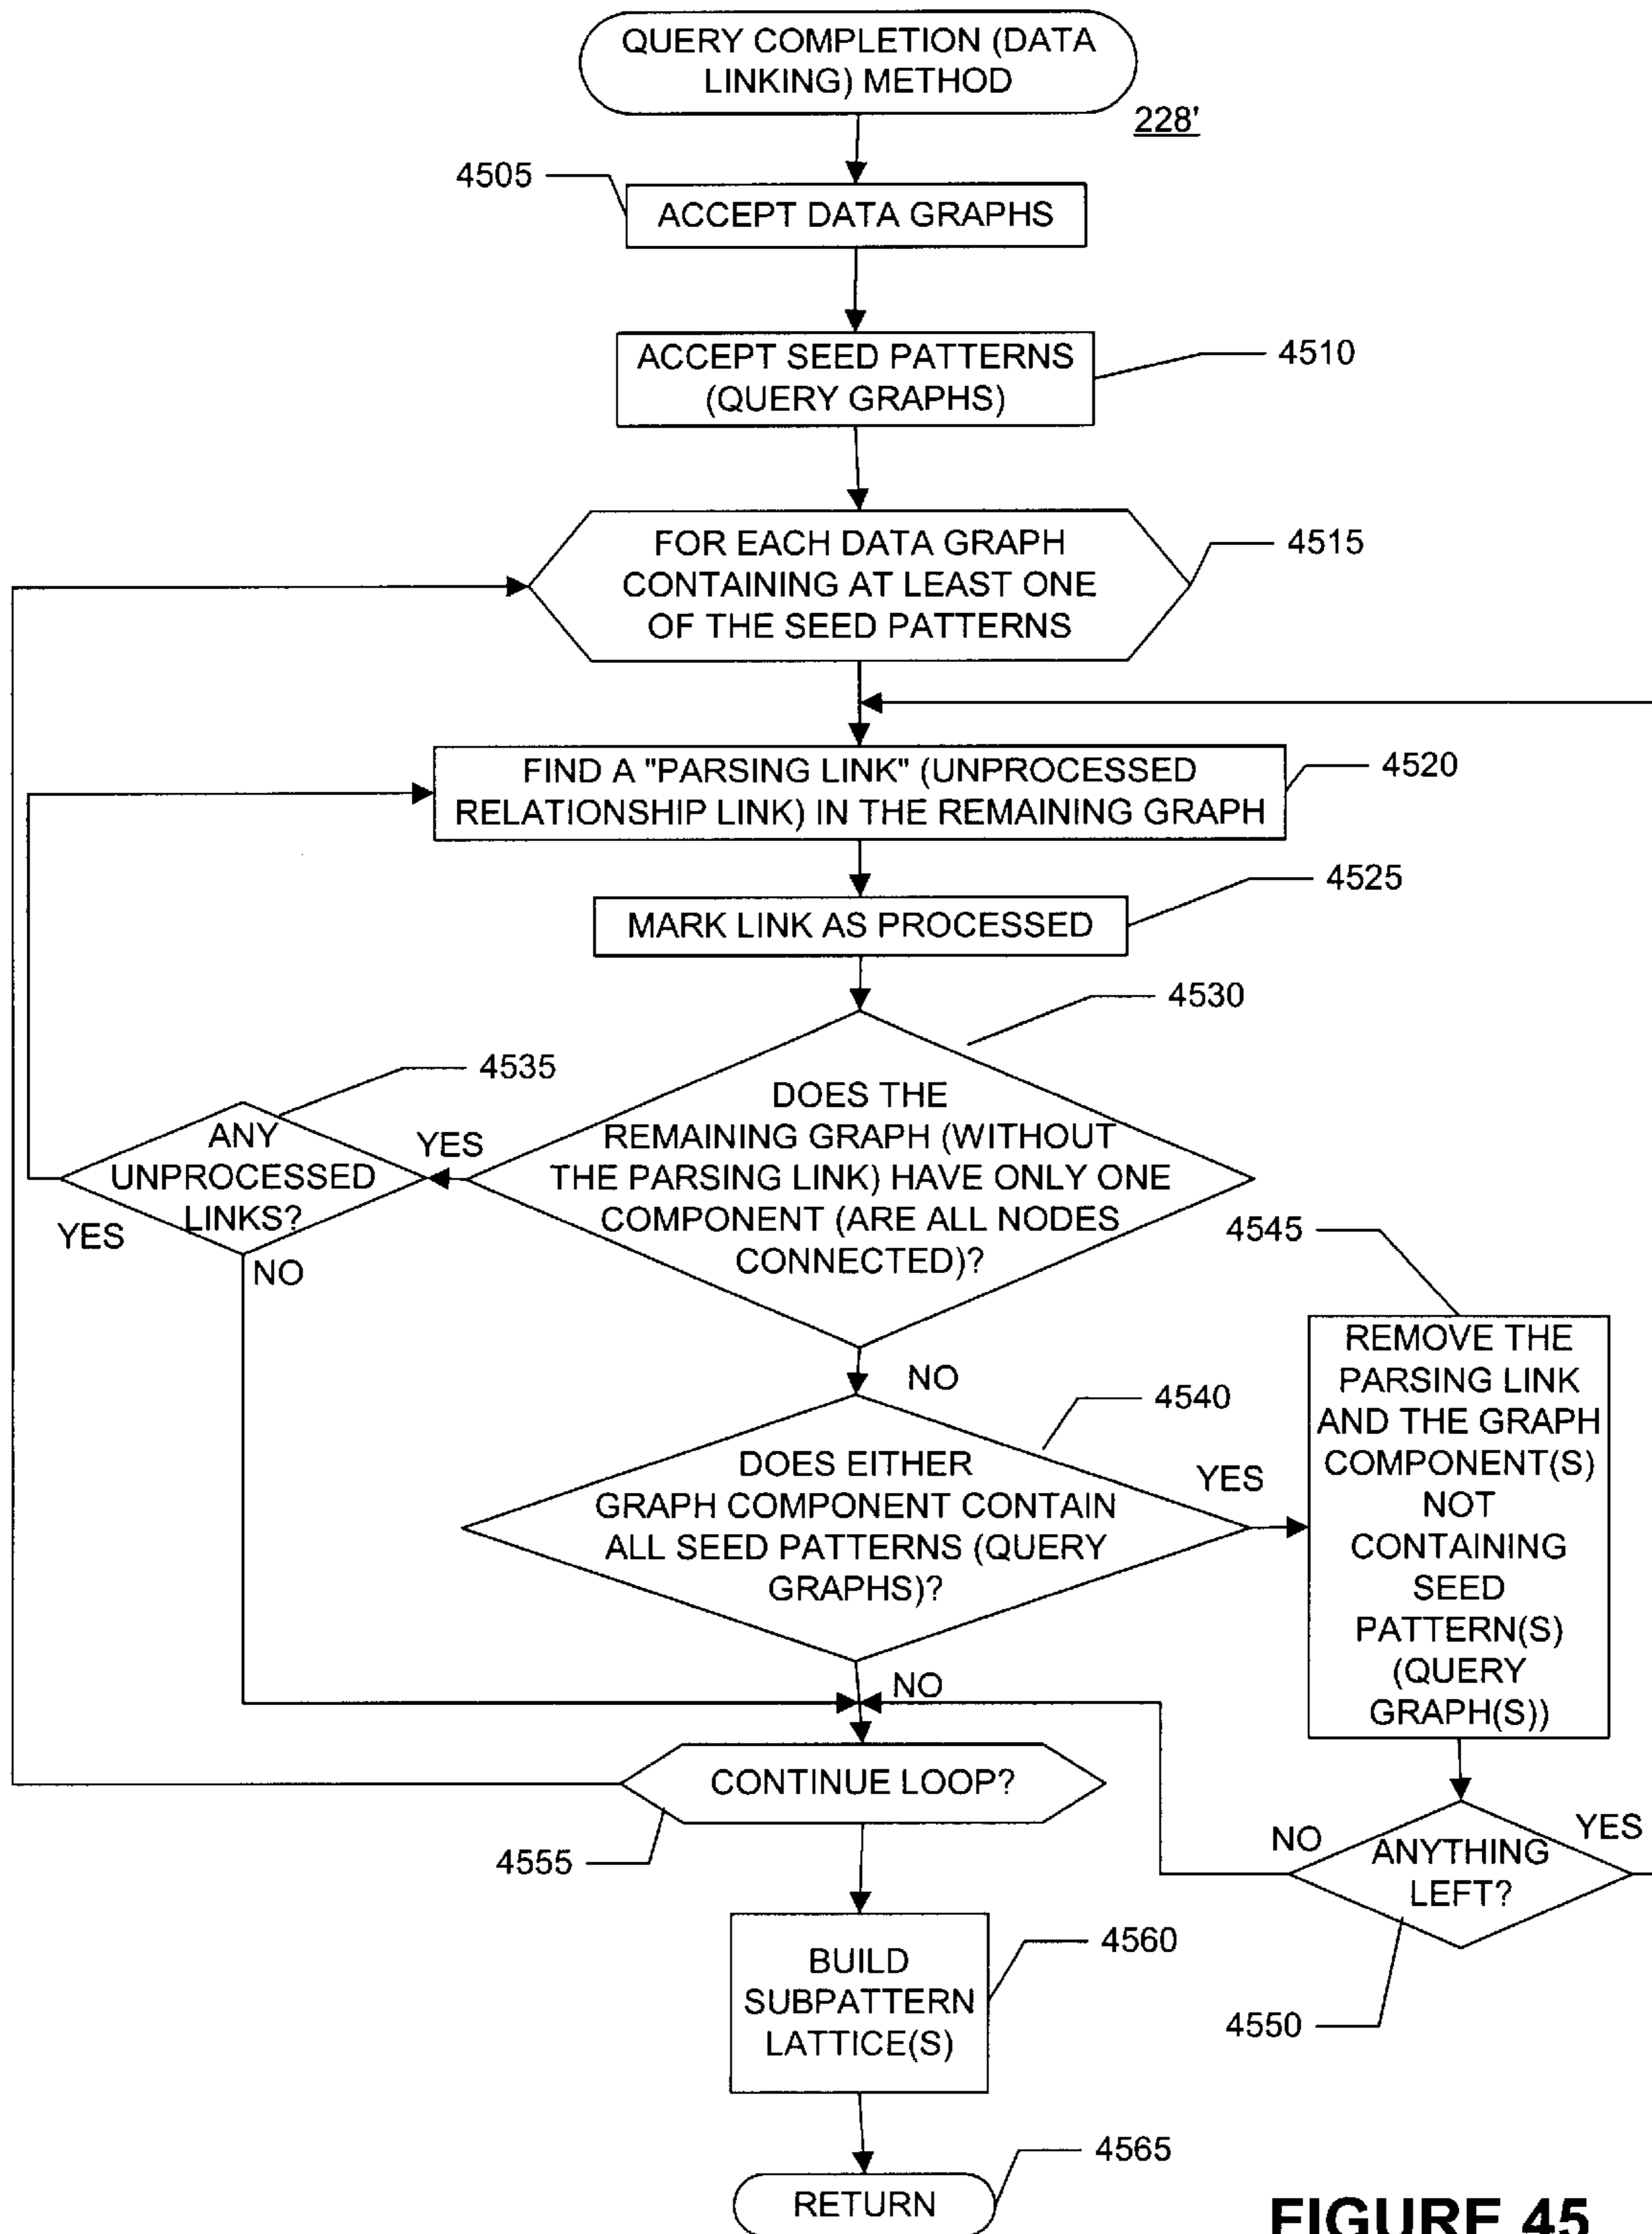 QUERY COMPLETION (DATA
LINKING) METHOD
228'
4505
ACCEPT DATA GRAPHS
ACCEPT SEED PATTERNS
(QUERY GRAPHS)
4510
FOR EACH DATA GRAPH
CONTAINING AT LEAST ONE
OF THE SEED PATTERNS
4515
FIND A "PARSING LINK" (UNPROCESSED
RELATIONSHIP LINK) IN THE REMAINING GRAPH
4520
MARK LINK AS PROCESSED
4525
4530
DOES THE
REMAINING GRAPH (WITHOUT
THE PARSING LINK) HAVE ONLY ONE
COMPONENT (ARE ALL NODES
CONNECTED)?
YES
4535
ANY
UNPROCESSED
LINKS?
YES
NO
NO
4540
DOES EITHER
GRAPH COMPONENT CONTAIN
ALL SEED PATTERNS (QUERY
GRAPHS)?
YES
NO
4545
REMOVE THE
PARSING LINK
AND THE GRAPH
COMPONENT(S)
NOT
CONTAINING
SEED
PATTERN(S)
(QUERY
GRAPH(S))
NO
ANYTHING
LEFT?
YES
4550
CONTINUE LOOP?
4555
BUILD
SUBPATTERN
LATTICE(S)
4560
RETURN
4565
FIGURE 45